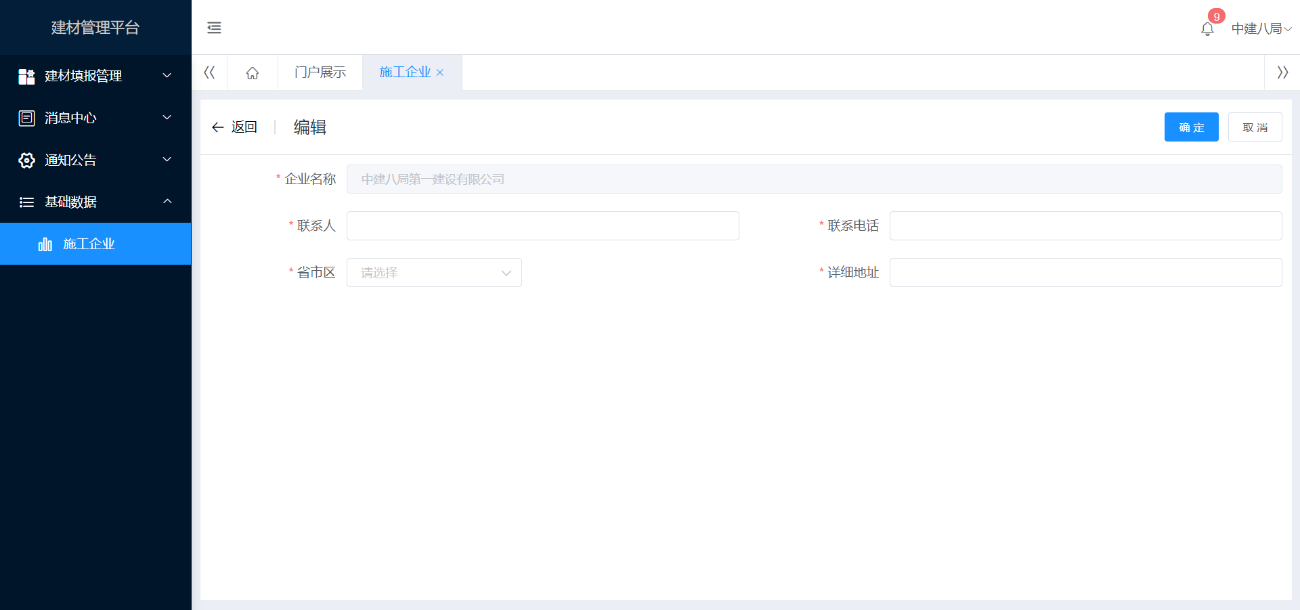 建材管理平台
9
中建八局
建材填报管理
消息中心
通知公告
基础数据
施工企业
门户展示
施工企业 ×
返回 | 编辑
确定 取消
* 企业名称 中建八局第一建设有限公司
* 联系人
* 联系电话
* 省市区 请选择
* 详细地址